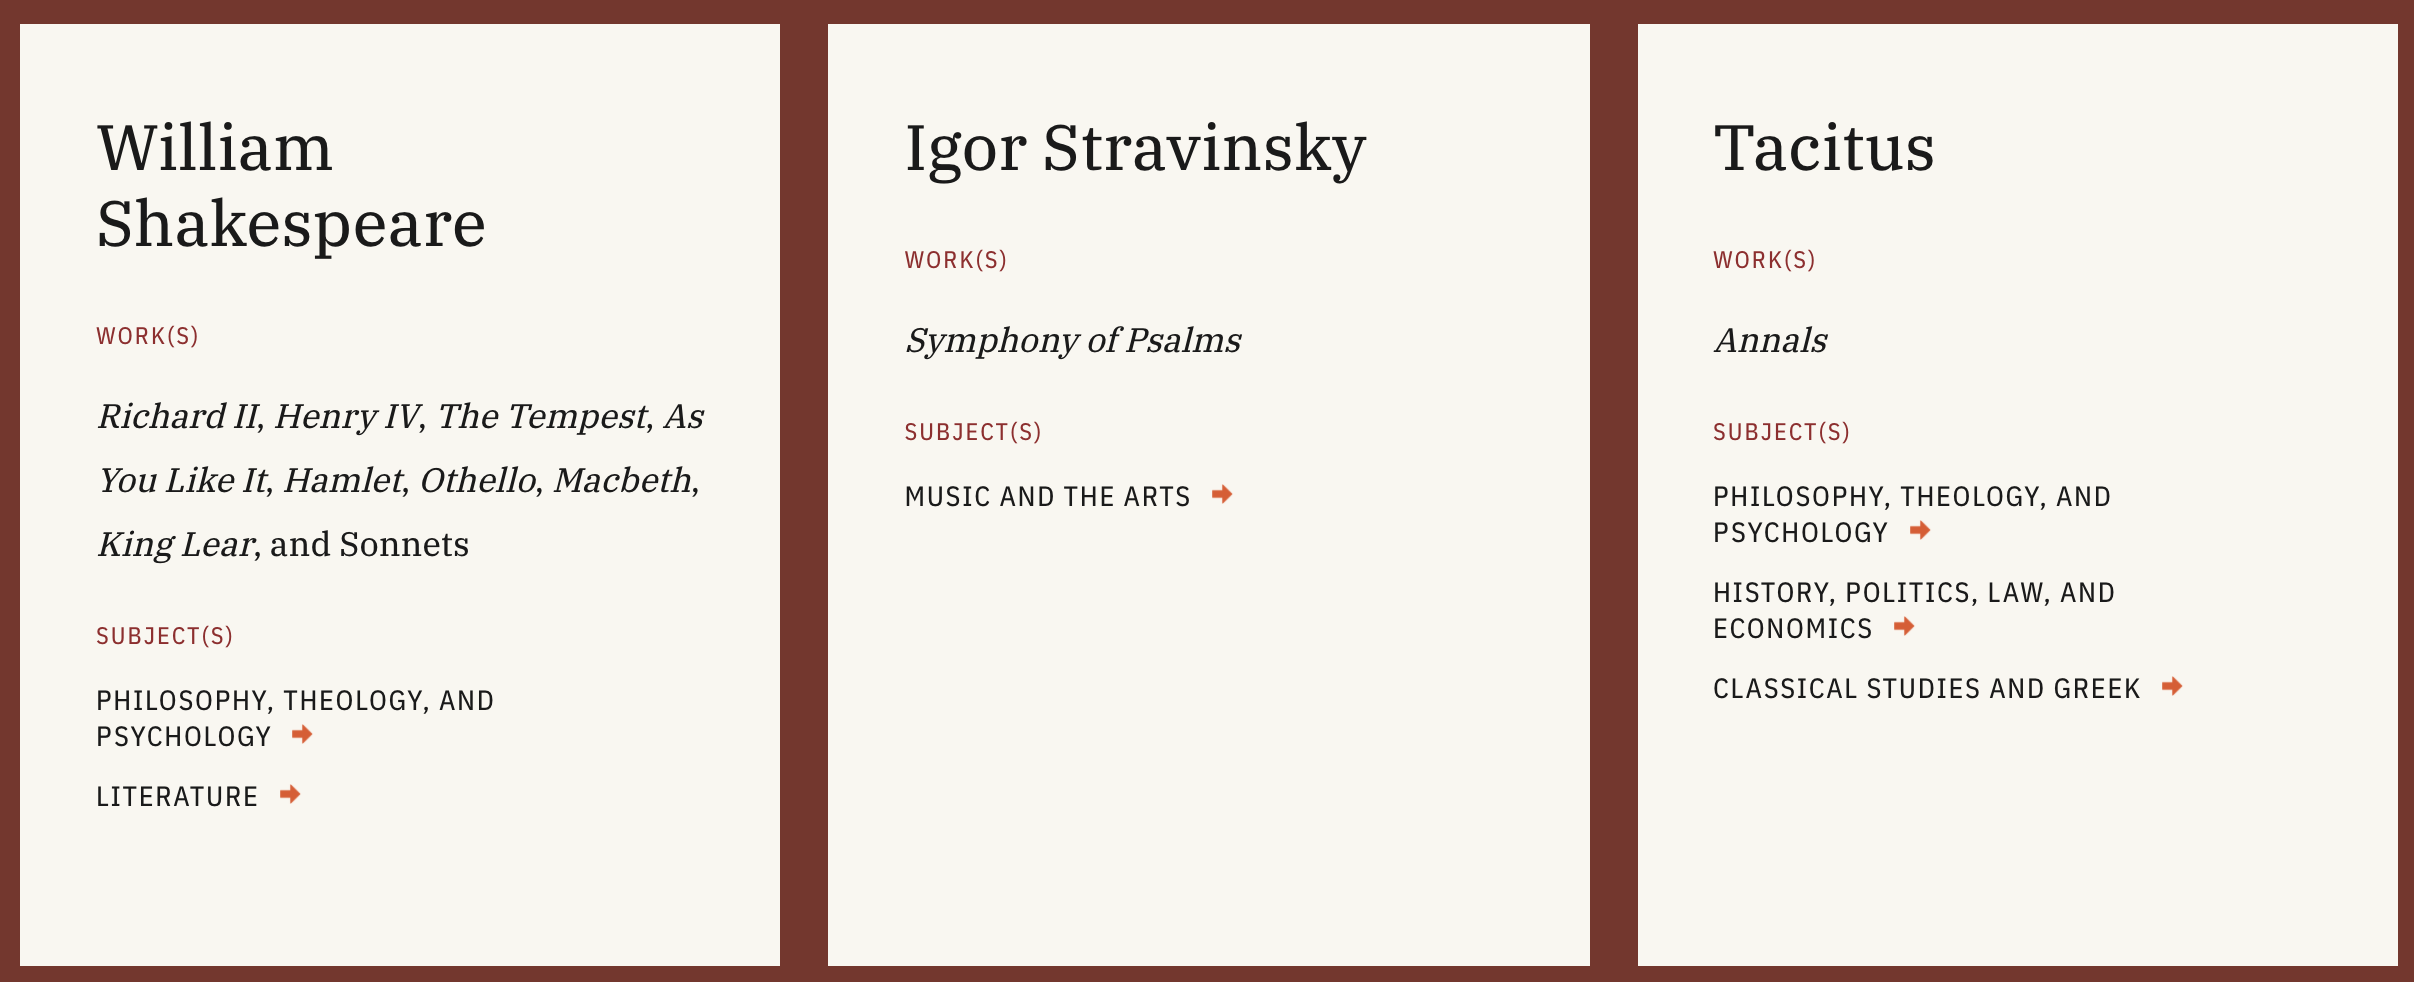 William
Shakespeare
WORK(S)
Richard II, Henry IV, The Tempest, As
You Like It, Hamlet, Othello, Macbeth,
King Lear, and Sonnets
SUBJECT(S)
PHILOSOPHY, THEOLOGY, AND
PSYCHOLOGY
LITERATURE
Igor Stravinsky
WORK(S)
Symphony of Psalms
SUBJECT(S)
MUSIC AND THE ARTS
Tacitus
WORK(S)
Annals
SUBJECT(S)
PHILOSOPHY, THEOLOGY, AND
PSYCHOLOGY
HISTORY, POLITICS, LAW, AND
ECONOMICS
CLASSICAL STUDIES AND GREEK